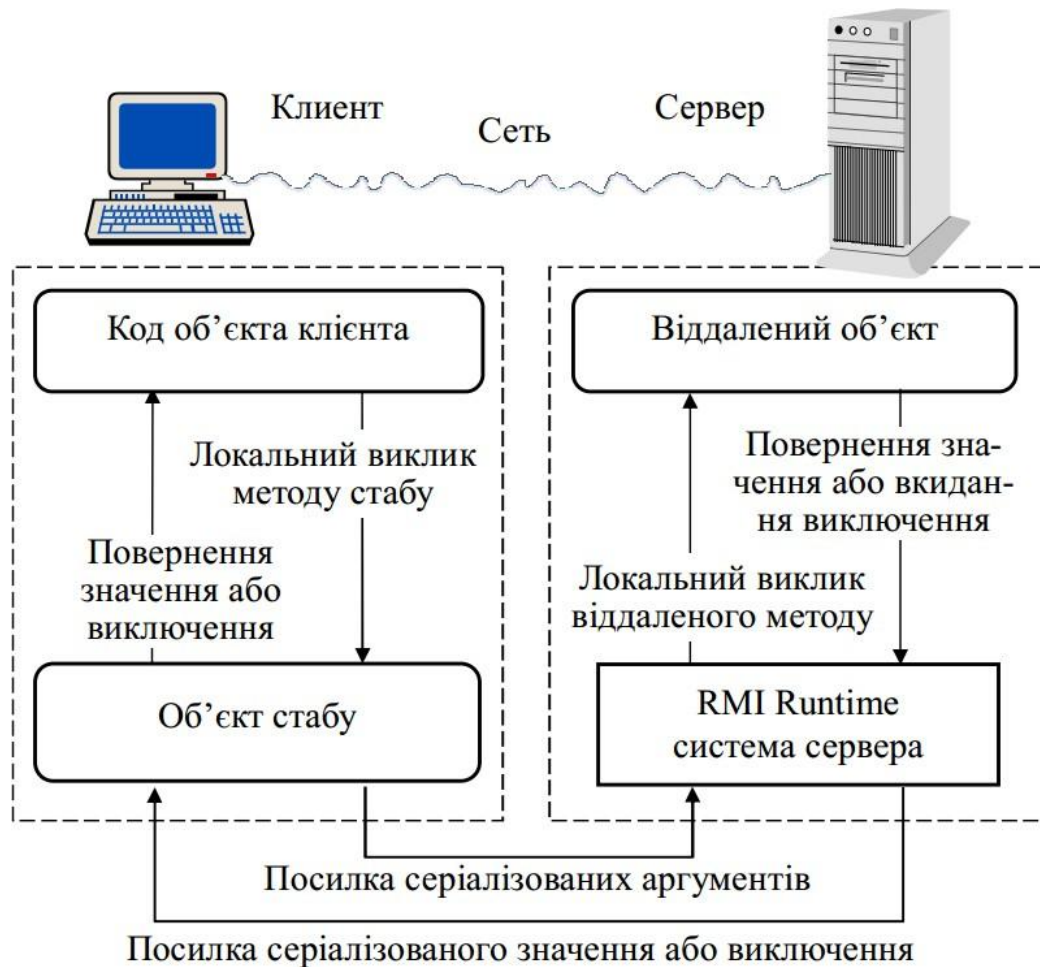 Клиент
Сеть
Сервер
Код об’єкта клієнта
Віддалений об’єкт
Локальний виклик
методу стабу
Повернення зна-
чення або вкидан-
ня виключення
Повернення
значення або
виключення
Локальний виклик
віддаленого методу
Об’єкт стабу
RMI Runtime
система сервера
Посилка серіалізованих аргументів
Посилка серіалізованого значення або виключення